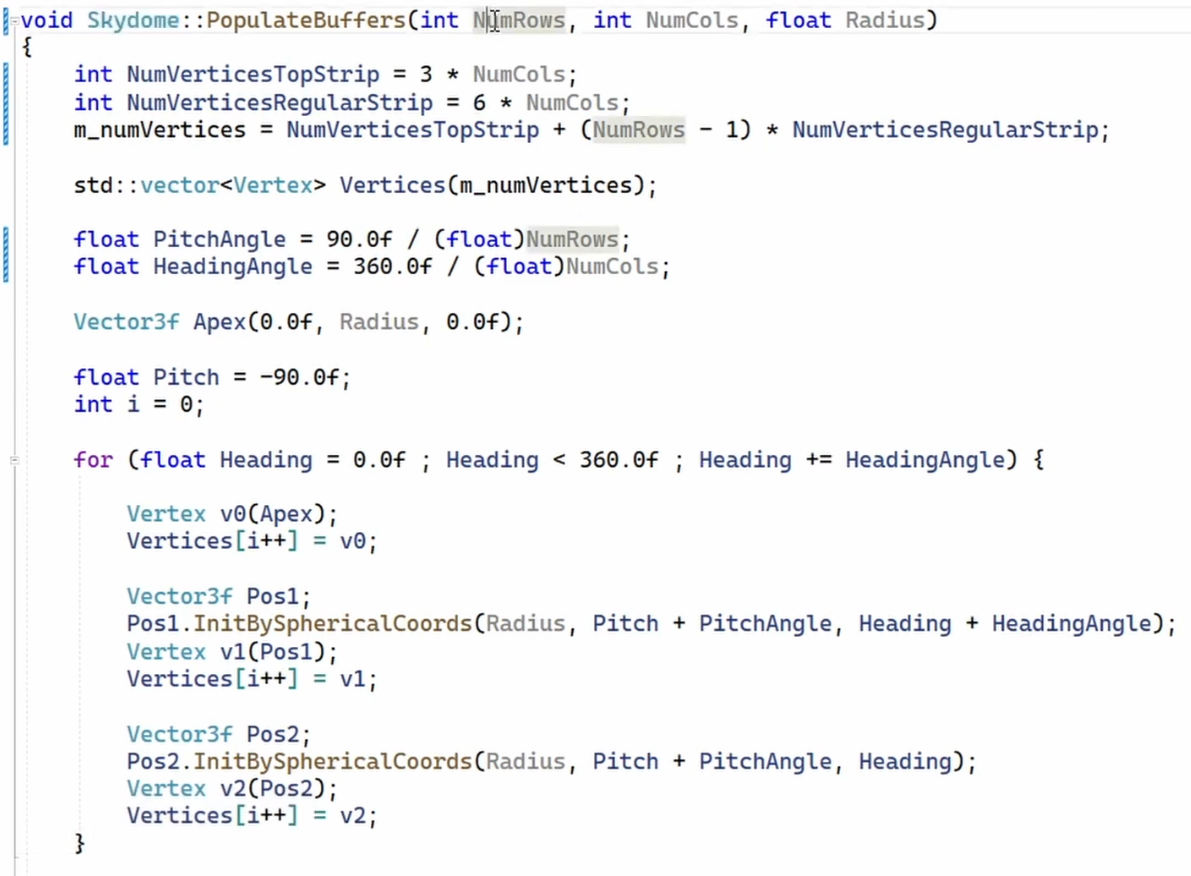 void Skydome::PopulateBuffers(int NumRows, int NumCols, float Radius)
{
    int NumVerticesTopStrip = 3 * NumCols;
    int NumVerticesRegularStrip = 6 * NumCols;
    m_numVertices = NumVerticesTopStrip + (NumRows - 1) * NumVerticesRegularStrip;

    std::vector<Vertex> Vertices(m_numVertices);

    float PitchAngle = 90.0f / (float)NumRows;
    float HeadingAngle = 360.0f / (float)NumCols;

    Vector3f Apex(0.0f, Radius, 0.0f);

    float Pitch = -90.0f;
    int i = 0;

    for (float Heading = 0.0f ; Heading < 360.0f ; Heading += HeadingAngle) {

        Vertex v0(Apex);
        Vertices[i++] = v0;

        Vector3f Pos1;
        Pos1.InitBySphericalCoords(Radius, Pitch + PitchAngle, Heading + HeadingAngle);
        Vertex v1(Pos1);
        Vertices[i++] = v1;

        Vector3f Pos2;
        Pos2.InitBySphericalCoords(Radius, Pitch + PitchAngle, Heading);
        Vertex v2(Pos2);
        Vertices[i++] = v2;
    }